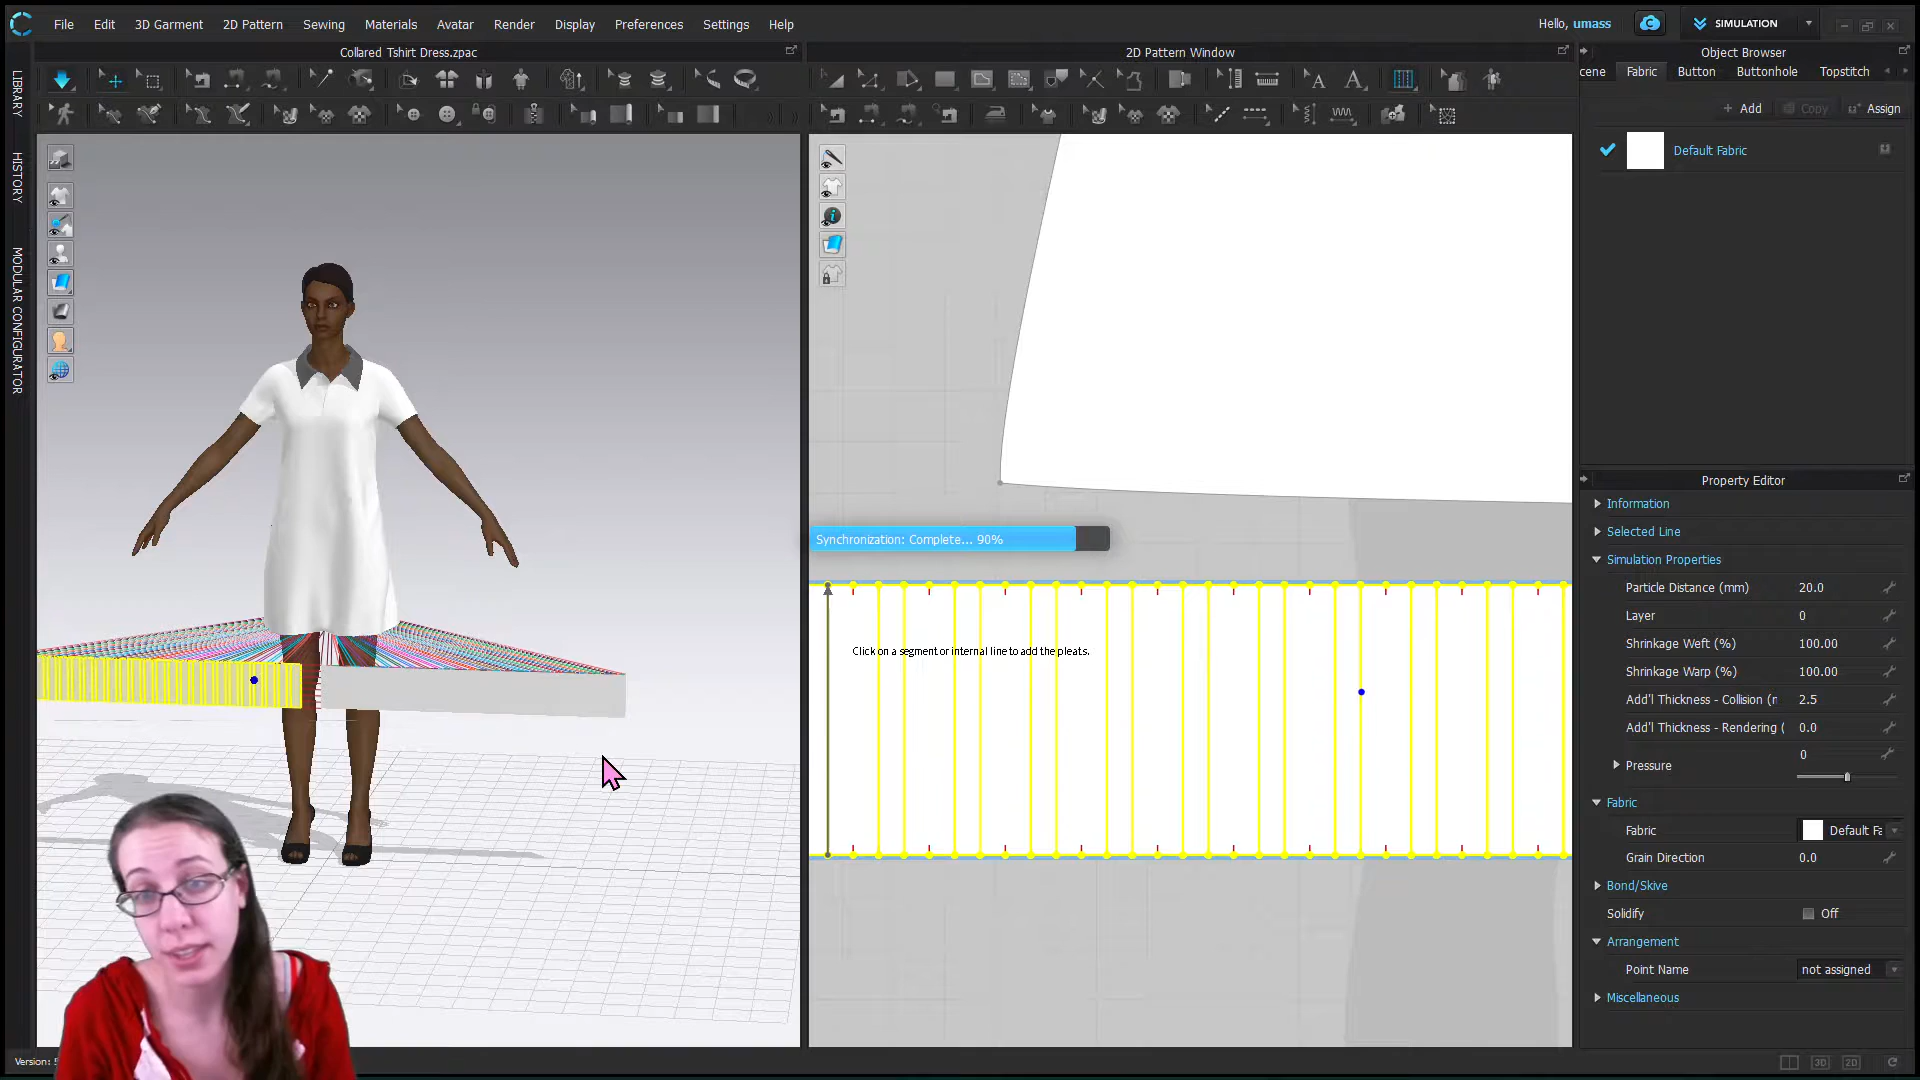 File Edit 3D Garment 2D Pattern Sewing Materials Avatar Render Display Preferences Settings Help
Hello, umass
SIMULATION
Collared Tshirt Dress.zpac
2D Pattern Window
Object Browser
cene Fabric Button Buttonhole Topstitch
+ Add Copy Assign
Default Fabric
LIBRARY
HISTORY
MODULAR CONFIGURATOR
Synchronization: Complete... 90%
Click on a segment or internal line to add the pleats.
Property Editor
Information
Selected Line
Simulation Properties
Particle Distance (mm) 20.0
Layer 0
Shrinkage Weft (%) 100.00
Shrinkage Warp (%) 100.00
Add'l Thickness - Collision (r 2.5
Add'l Thickness - Rendering ( 0.0
Pressure 0
Fabric
Fabric Default Fa
Grain Direction 0.0
Bond/Skive
Solidify Off
Arrangement
Point Name not assigned
Miscellaneous
Version:
3D 2D